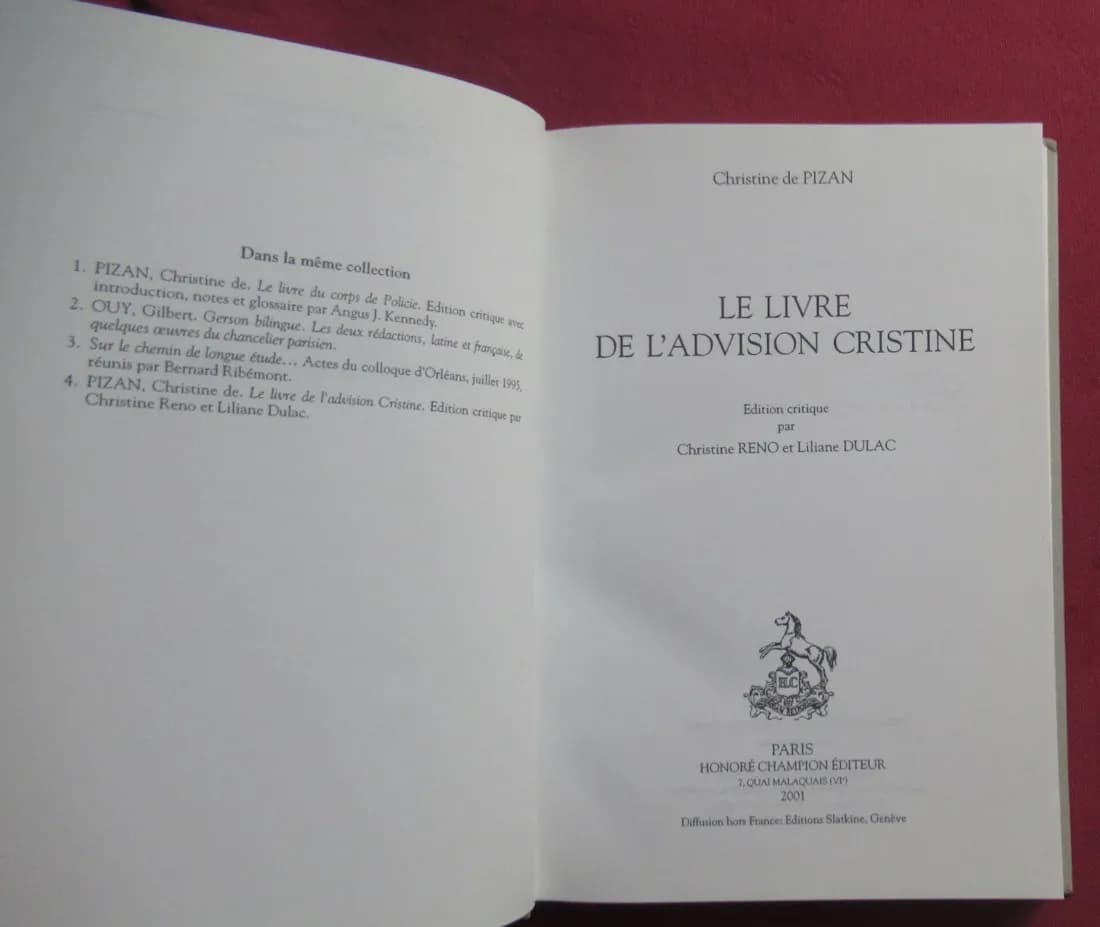 Dans la même collection
1. PIZAN, Christine de. Le livre du corps de Policie. Edition critique avec
introduction, notes et glossaire par Angus J. Kennedy.
2. OUY, Gilbert. Gerson bilingue. Les deux rédactions, latine et française, de
quelques œuvres du chancelier parisien.
3. Sur le chemin de longue étude... Actes du colloque d'Orléans, juillet 1995,
réunis par Bernard Ribémont.
4. PIZAN, Christine de. Le livre de l'advision Cristine. Edition critique par
Christine Reno et Liliane Dulac.
Christine de PIZAN
LE LIVRE
DE L'ADVISION CRISTINE
Edition critique
par
Christine RENO et Liliane DULAC
HLC
PARIS
HONORÉ CHAMPION ÉDITEUR
7, QUAI MALAQUAIS (VIe)
2001
Diffusion hors France: Editions Slatkine, Genève